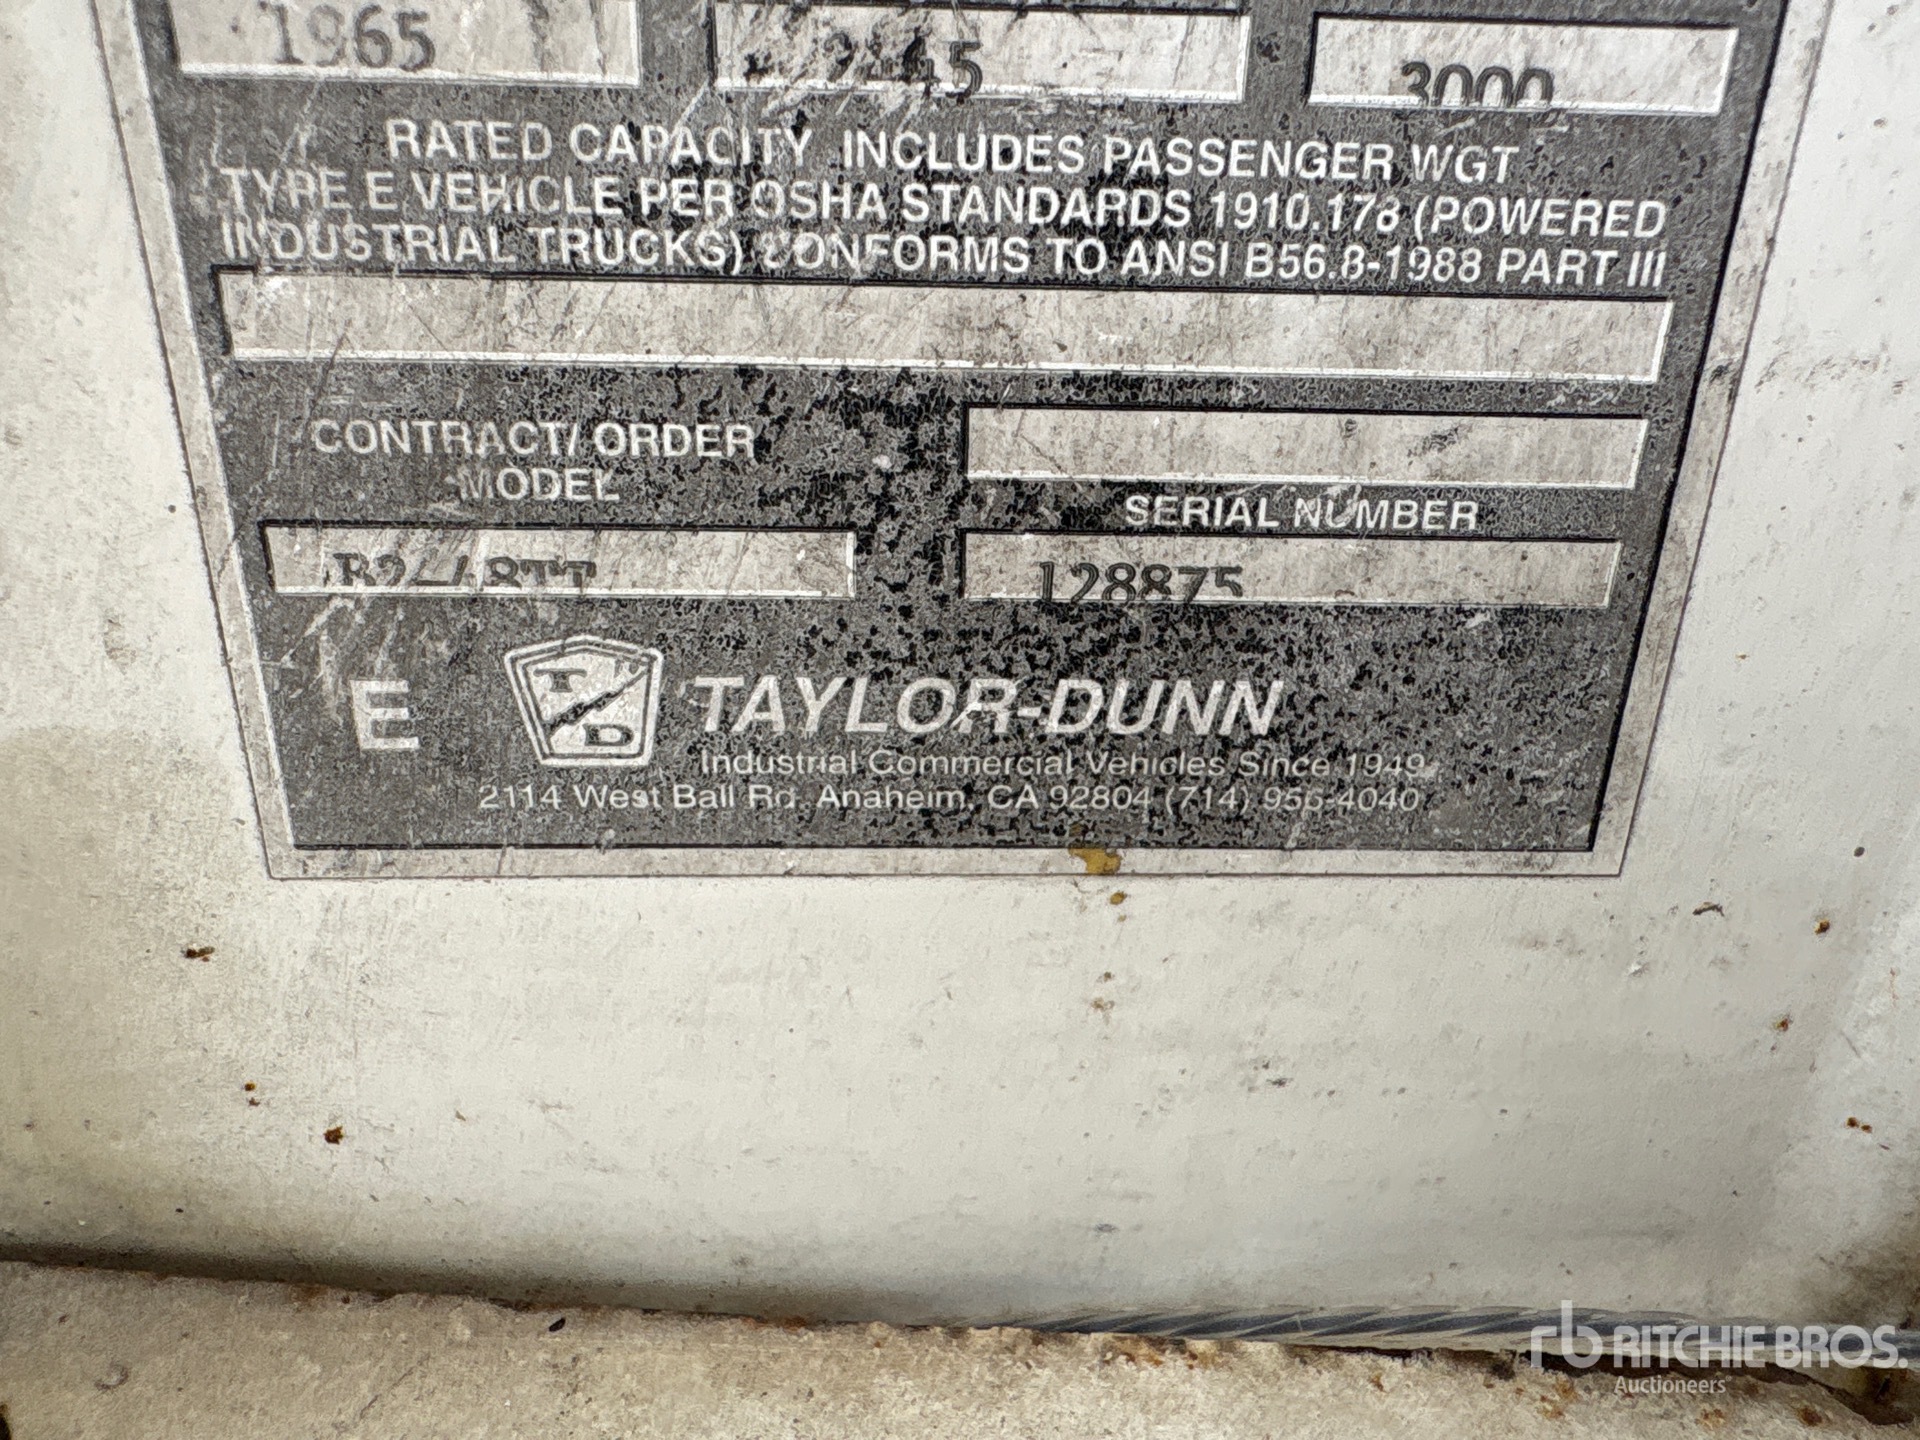 1965
3000
RATED CAPACITY INCLUDES PASSENGER WGT
TYPE E VEHICLE PER OSHA STANDARDS 1910.178 (POWERED
INDUSTRIAL TRUCKS) CONFORMS TO ANSI B56.8-1988 PART III
CONTRACT/ORDER
MODEL
SERIAL NUMBER
128875
E
T
D
TAYLOR-DUNN
Industrial Commercial Vehicles Since 1949
2114 West Ball Rd. Anaheim, CA 92804 (714) 956-4040
rb RITCHIE BROS.
Auctioneers